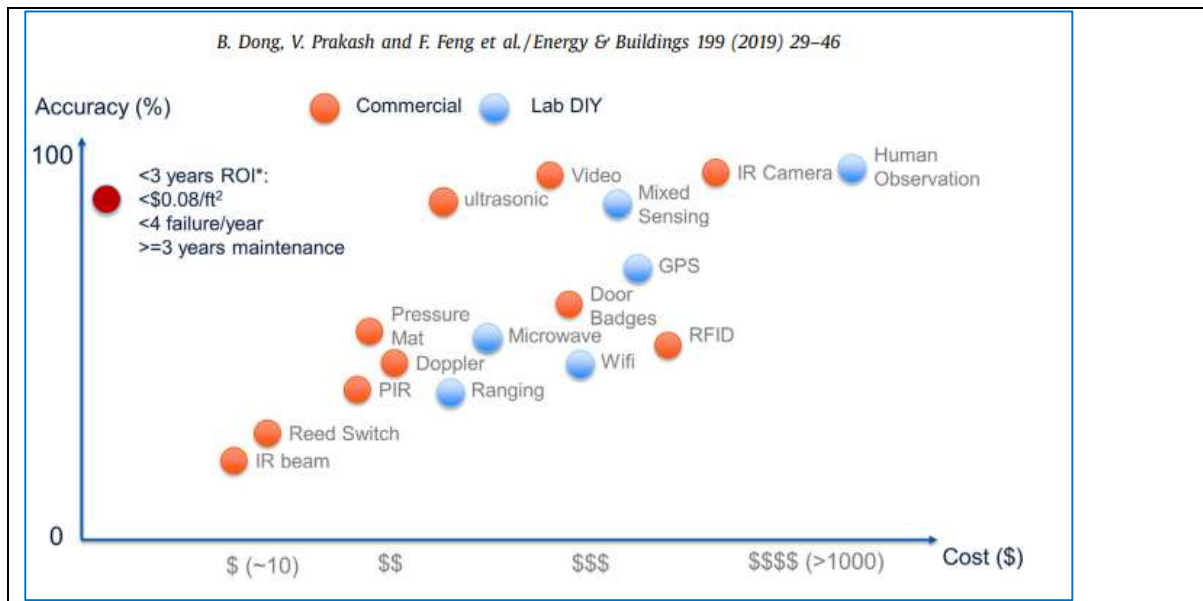 B. Dong, V. Prakash and F. Feng et al. / Energy & Buildings 199 (2019) 29–46
Accuracy (%)
Commercial
Lab DIY
100
<3 years ROI*:
<$0.08/ft²
<4 failure/year
>=3 years maintenance
Video
IR Camera
Human
Observation
ultrasonic
Mixed
Sensing
GPS
Door
Badges
Pressure
Mat
Microwave
RFID
Doppler
Wifi
PIR
Ranging
Reed Switch
IR beam
0
$ (~10)
$$
$$$
$$$$ (>1000)
Cost ($)